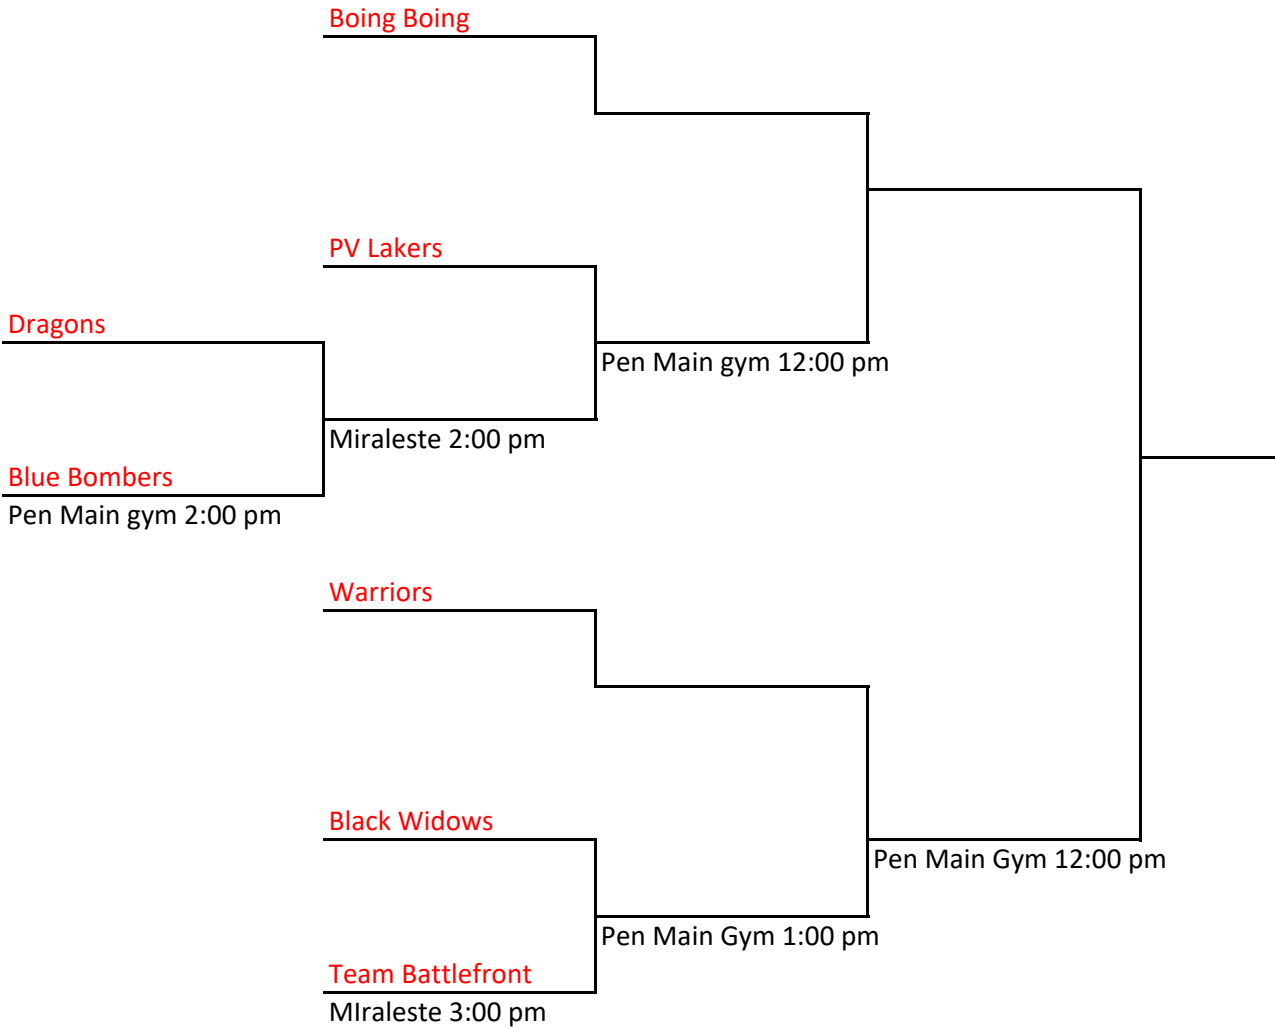 Boing Boing
PV Lakers
Dragons
Pen Main gym 12:00 pm
Miraleste 2:00 pm
Blue Bombers
Pen Main gym 2:00 pm
Warriors
Black Widows
Pen Main Gym 12:00 pm
Pen Main Gym 1:00 pm
Team Battlefront
MIraleste 3:00 pm